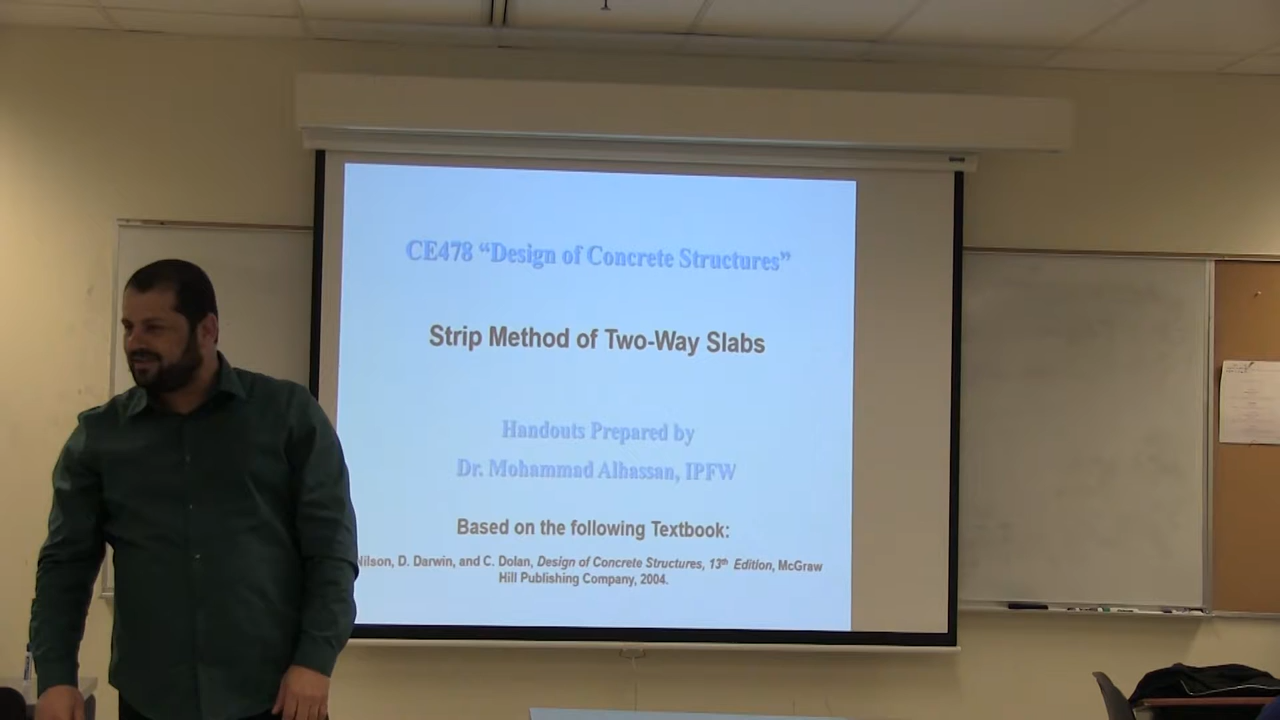 CE478 “Design of Concrete Structures”
Strip Method of Two-Way Slabs
Handouts Prepared by
Dr. Mohammad Alhassan, IPFW
Based on the following Textbook:
Nilson, D. Darwin, and C. Dolan, Design of Concrete Structures, 13th Edition, McGraw
Hill Publishing Company, 2004.